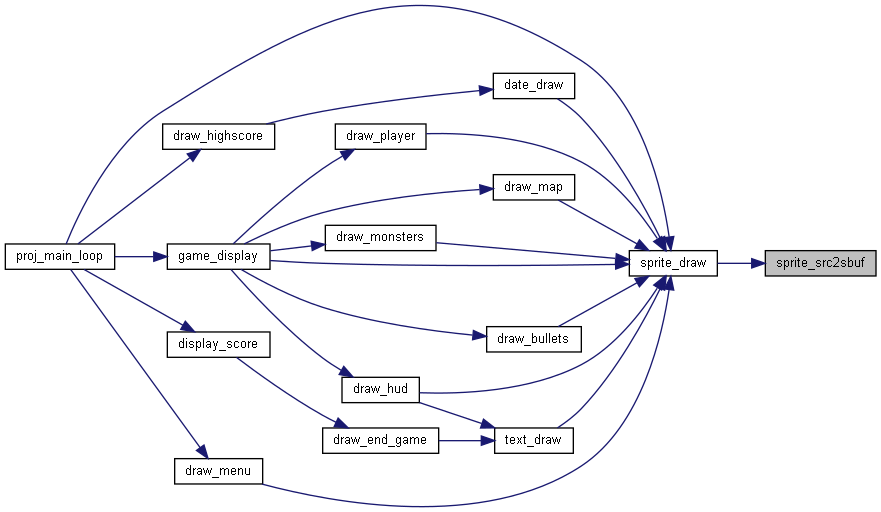 date_draw
draw_highscore
draw_player
draw_map
draw_monsters
proj_main_loop
game_display
sprite_draw
sprite_src2sbuf
draw_bullets
display_score
draw_hud
draw_end_game
text_draw
draw_menu